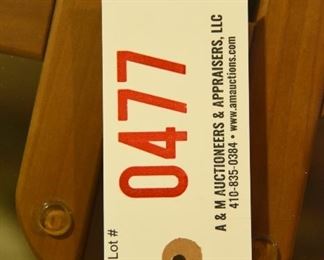 Lot #
0477
A & M AUCTIONEERS & APPRAISERS, LLC
410-835-0384 • www.amauctions.com